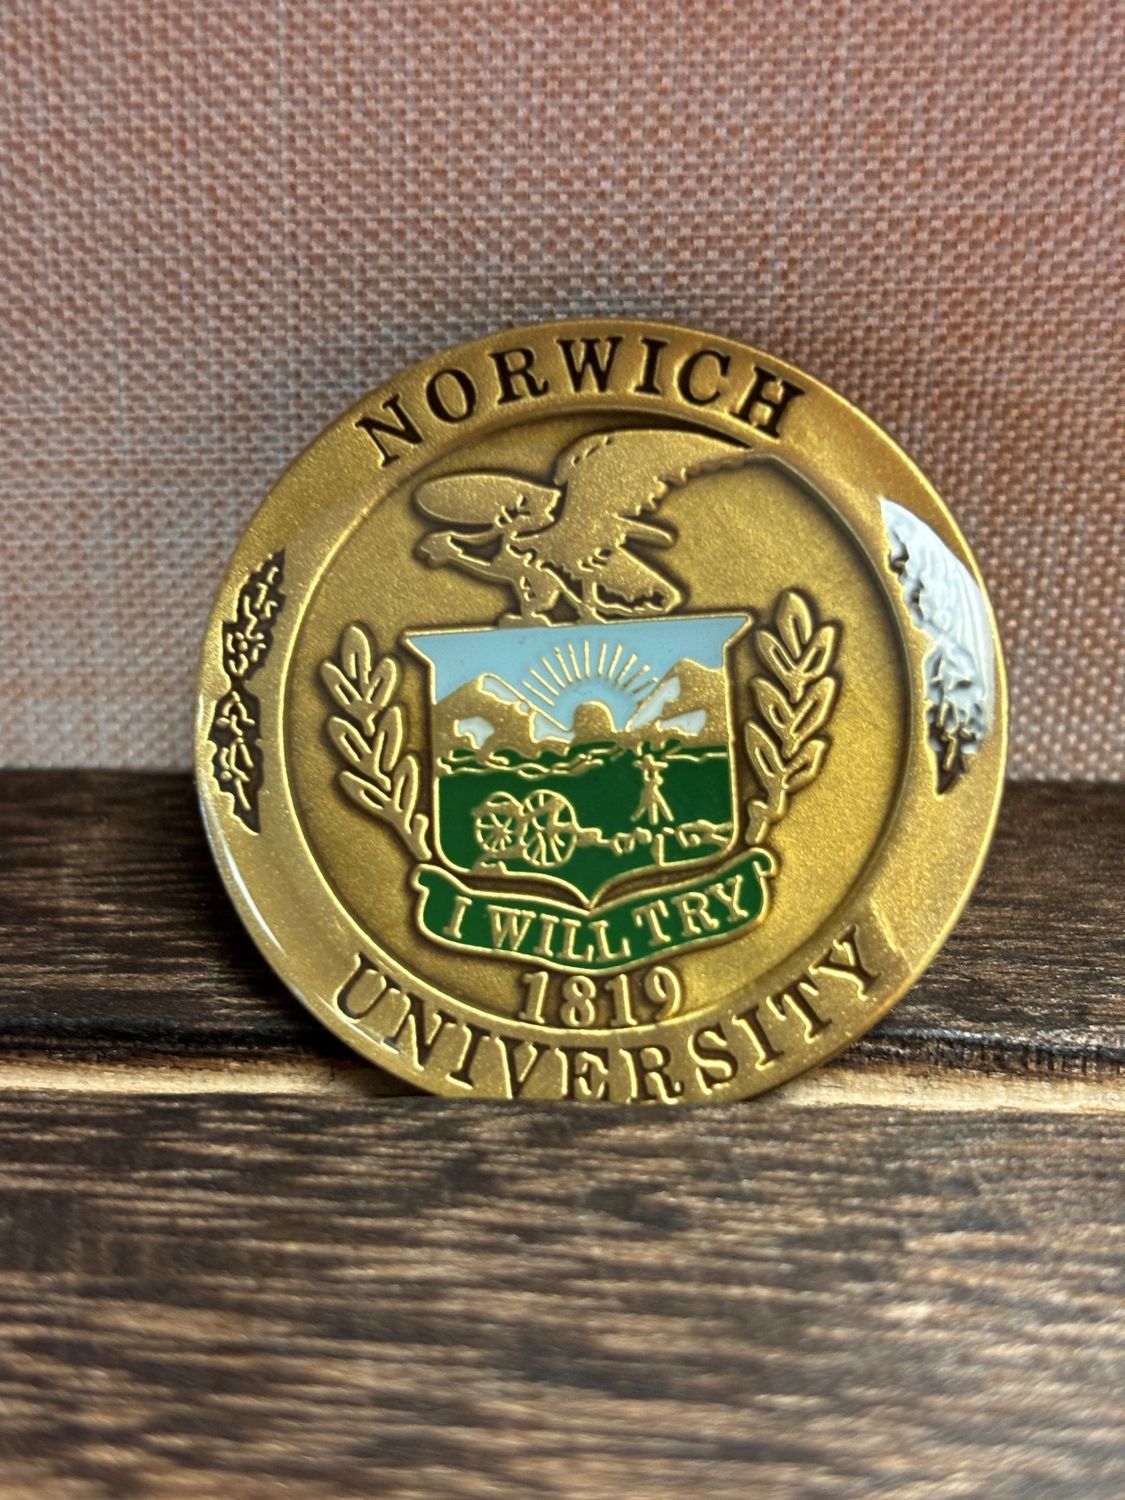 NORWICH
I WILL TRY
1819
UNIVERSITY